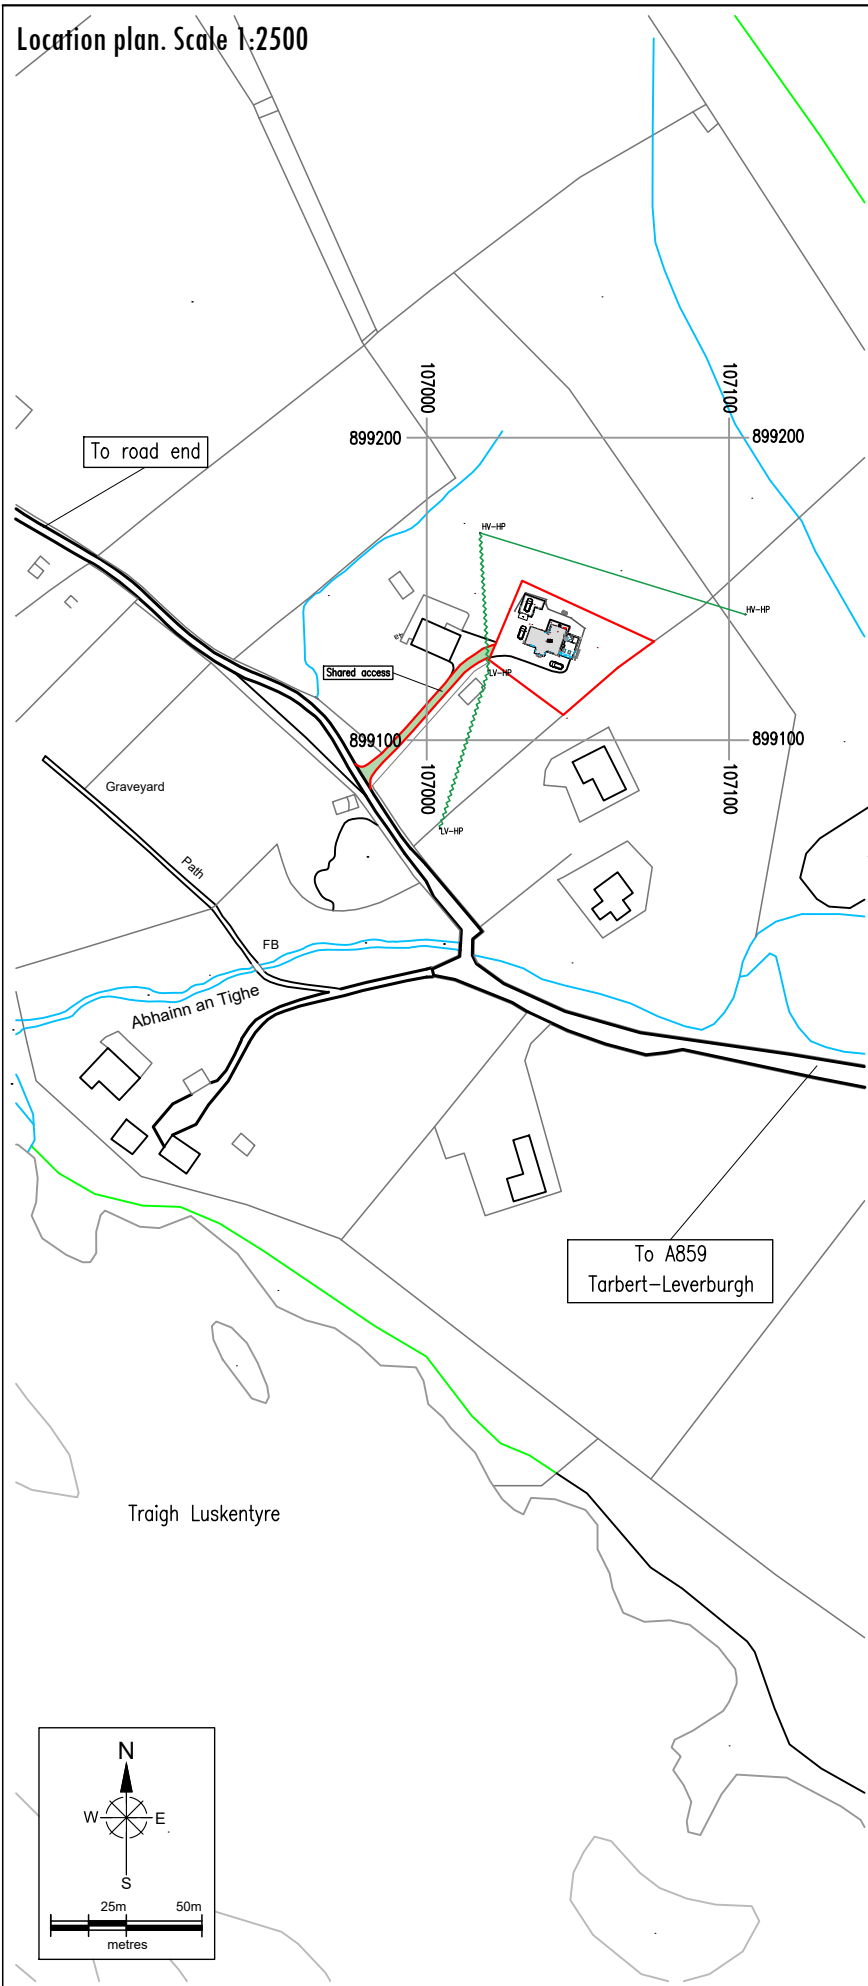 Location plan. Scale 1:2500
107000
107100
899200
899200
To road end
HV-HP
HV-HP
Shared access
LV-HP
899100
899100
107000
107100
Graveyard
LV-HP
Path
FB
Abhainn an Tighe
To A859
Tarbert-Leverburgh
Traigh Luskentyre
N
W
E
S
25m
50m
metres